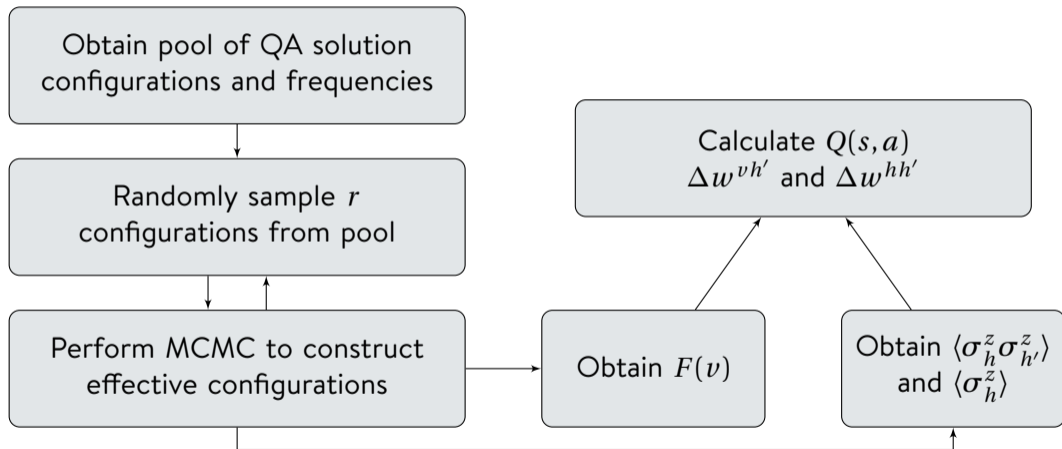 Obtain pool of QA solution
configurations and frequencies
Randomly sample r
configurations from pool
Perform MCMC to construct
effective configurations
Calculate Q(s, a)
Δw^{vh′} and Δw^{hh′}
Obtain F(v)
Obtain ⟨σ_h^z σ_{h′}^z⟩
and ⟨σ_h^z⟩